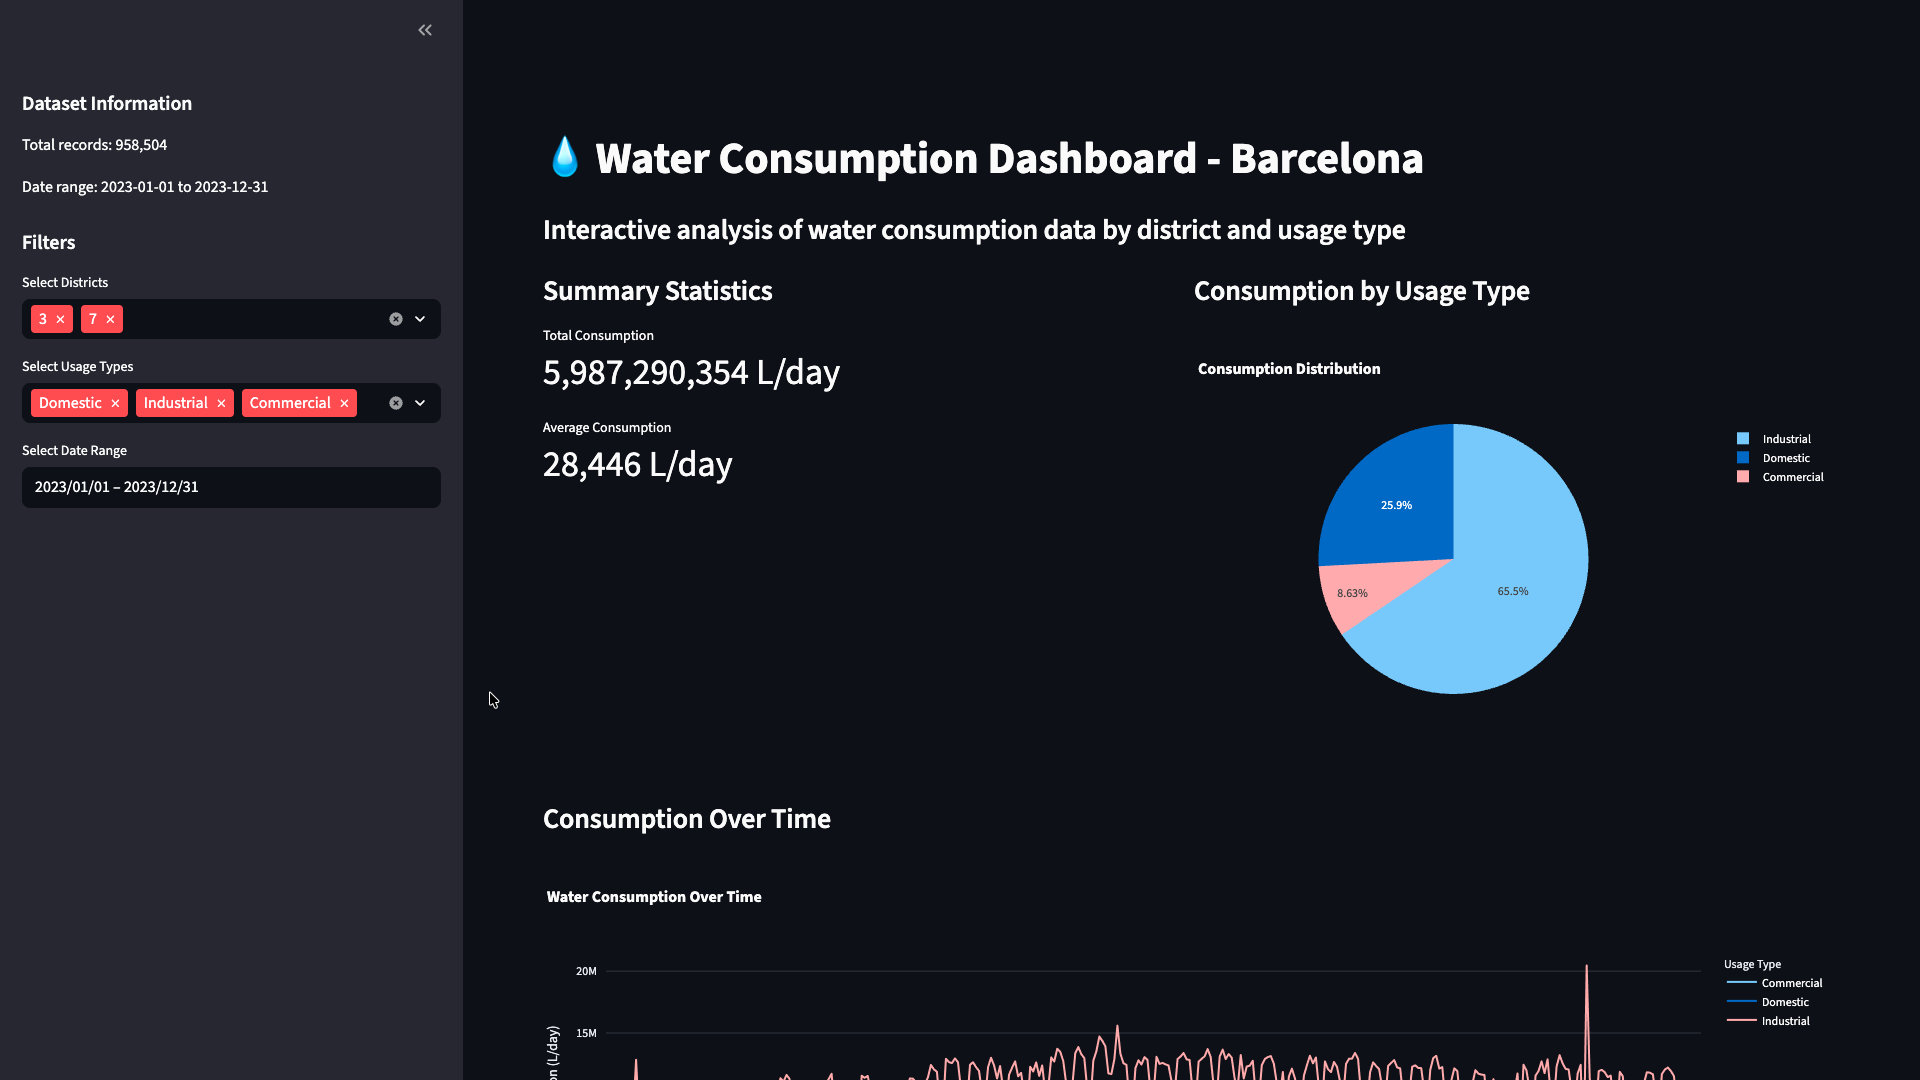 Dataset Information
Total records: 958,504
Date range: 2023-01-01 to 2023-12-31
Filters
Select Districts
3 × 7 ×
Select Usage Types
Domestic × Industrial × Commercial ×
Select Date Range
2023/01/01 – 2023/12/31
💧 Water Consumption Dashboard - Barcelona
Interactive analysis of water consumption data by district and usage type
Summary Statistics
Total Consumption
5,987,290,354 L/day
Average Consumption
28,446 L/day
Consumption by Usage Type
Consumption Distribution
25.9%
8.63%
65.5%
Industrial
Domestic
Commercial
Consumption Over Time
Water Consumption Over Time
20M
15M
(L/day)
Usage Type
Commercial
Domestic
Industrial